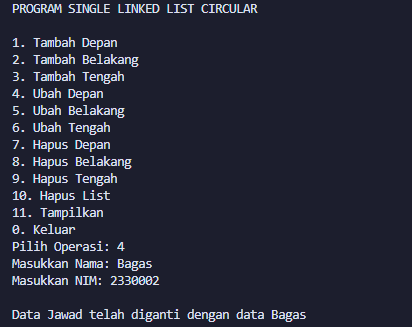 PROGRAM SINGLE LINKED LIST CIRCULAR
1. Tambah Depan
2. Tambah Belakang
3. Tambah Tengah
4. Ubah Depan
5. Ubah Belakang
6. Ubah Tengah
7. Hapus Depan
8. Hapus Belakang
9. Hapus Tengah
10. Hapus List
11. Tampilkan
0. Keluar
Pilih Operasi: 4
Masukkan Nama: Bagas
Masukkan NIM: 2330002
Data Jawad telah diganti dengan data Bagas